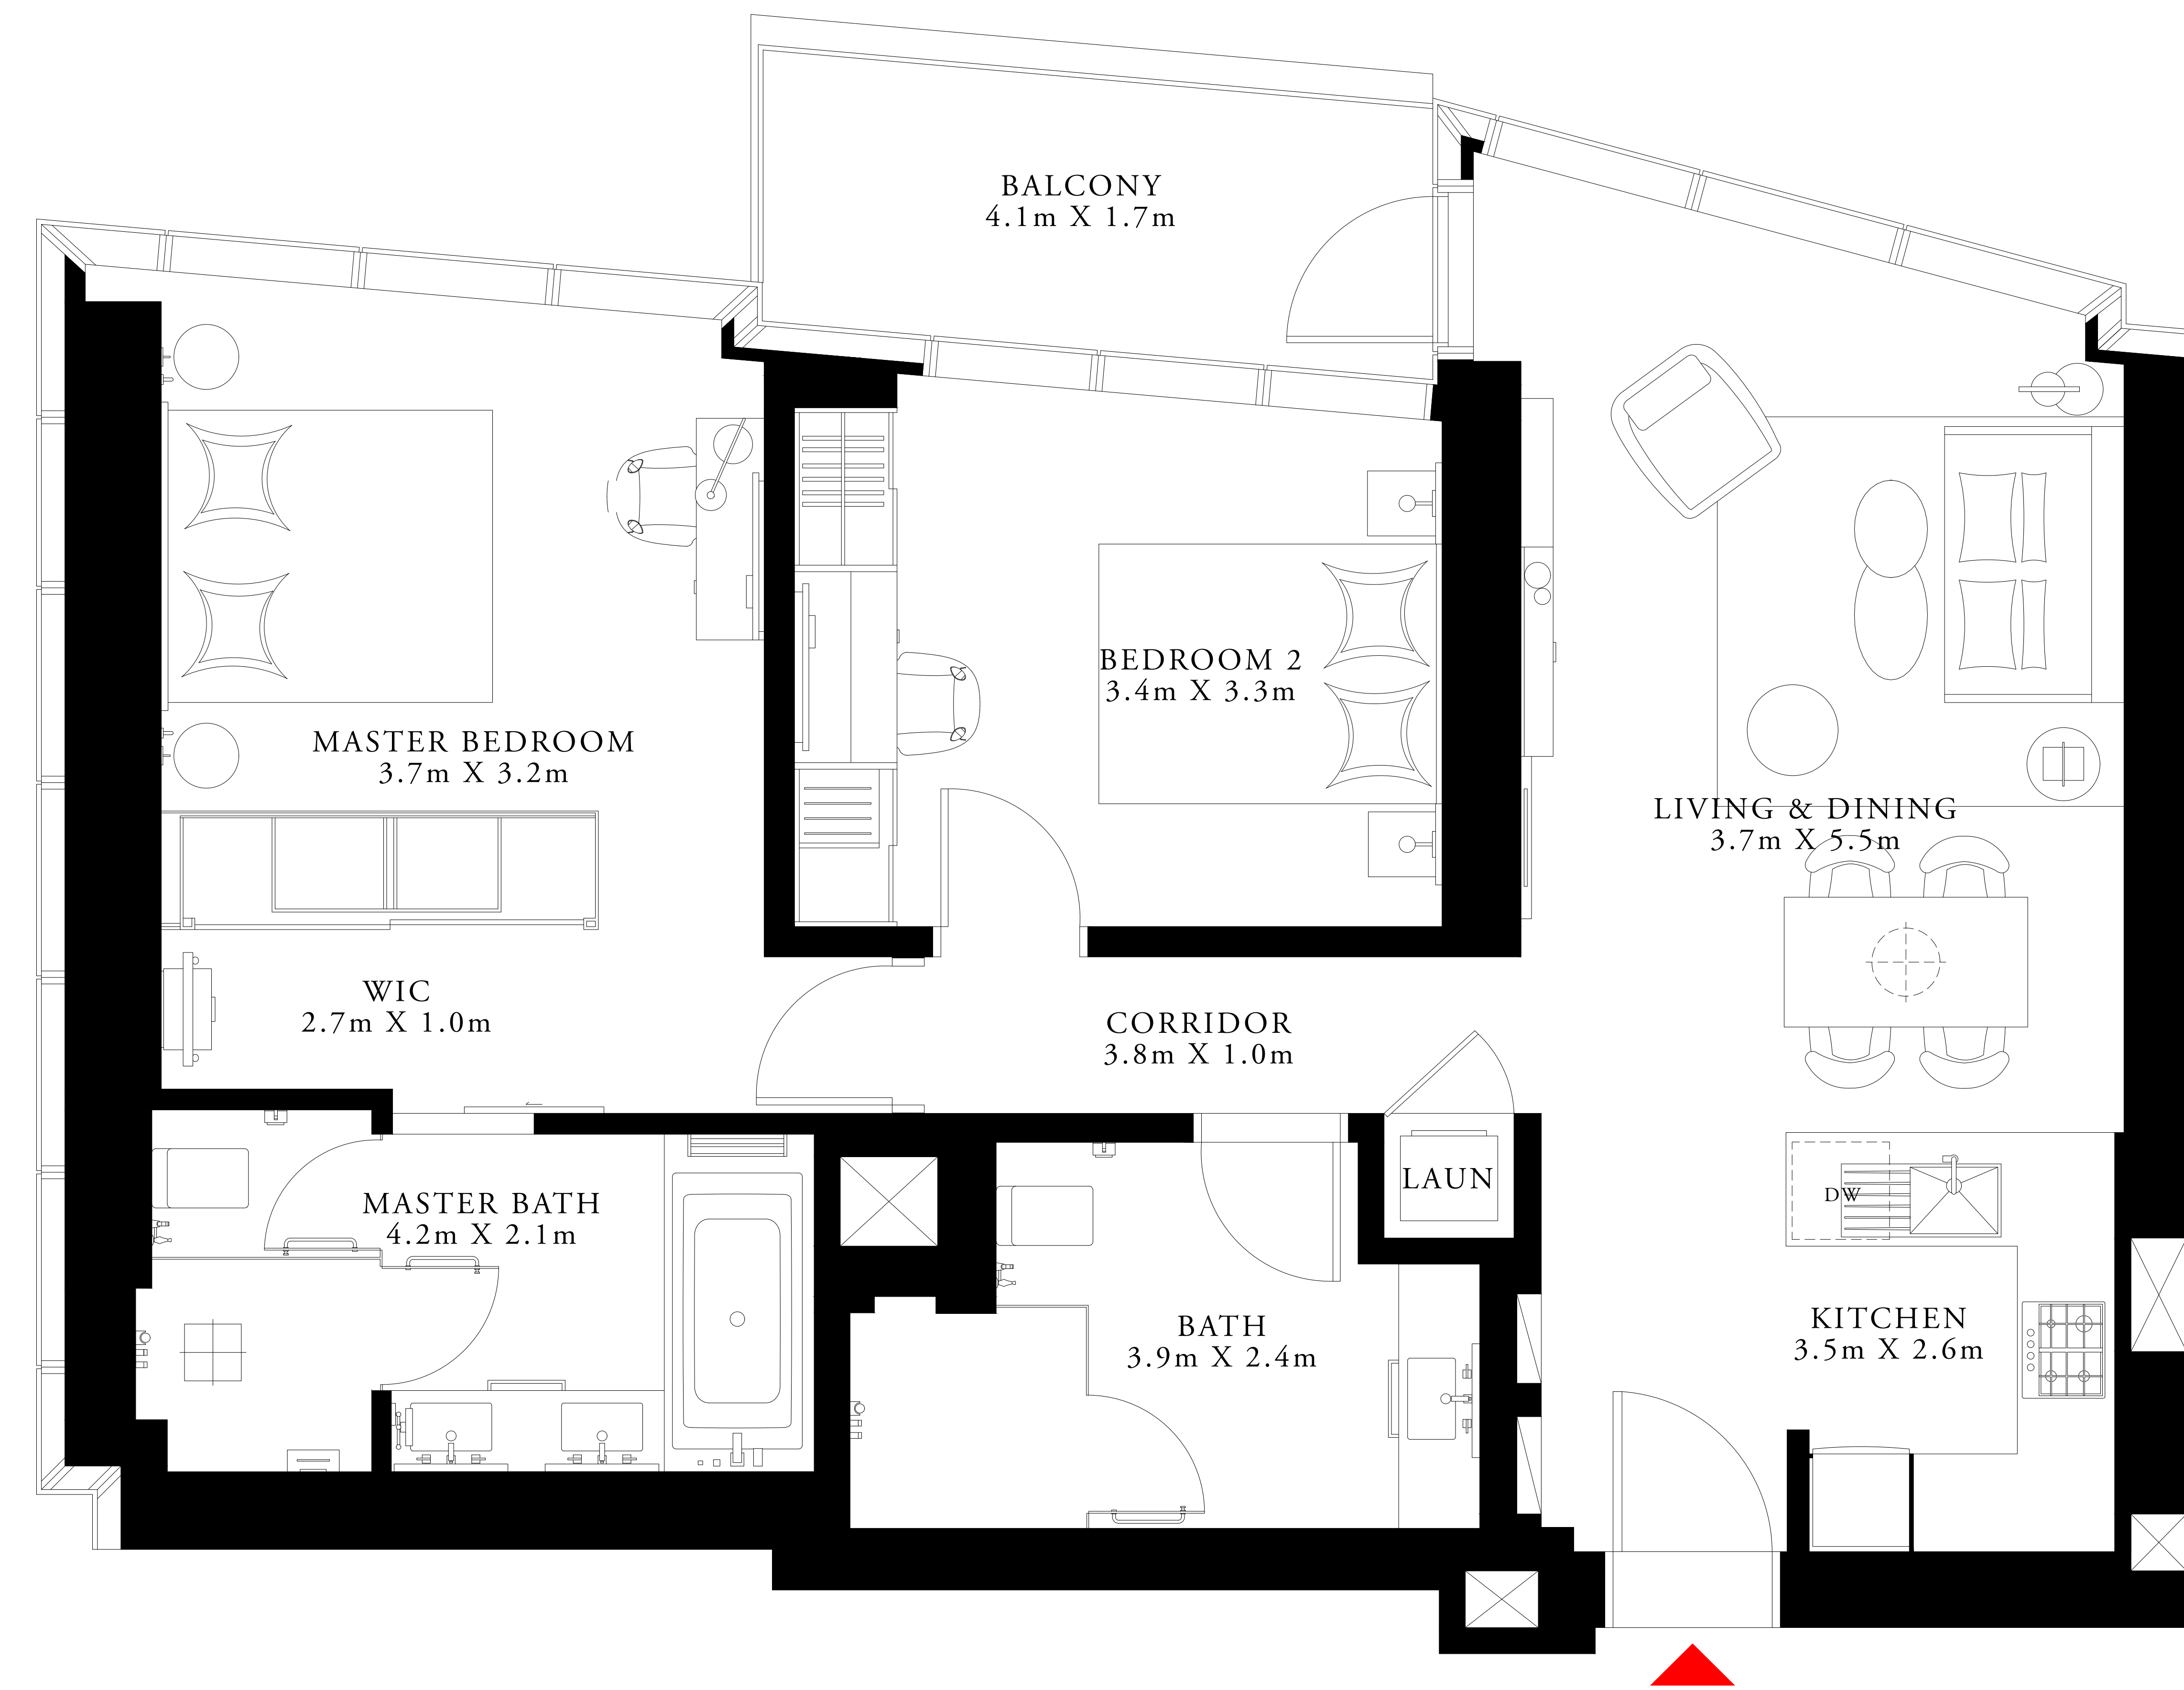 BALCONY
4.1m X 1.7m
BEDROOM 2
3.4m X 3.3m
MASTER BEDROOM
3.7m X 3.2m
LIVING & DINING
3.7m X 5.5m
WIC
2.7m X 1.0m
CORRIDOR
3.8m X 1.0m
LAUN
DW
MASTER BATH
4.2m X 2.1m
BATH
3.9m X 2.4m
KITCHEN
3.5m X 2.6m